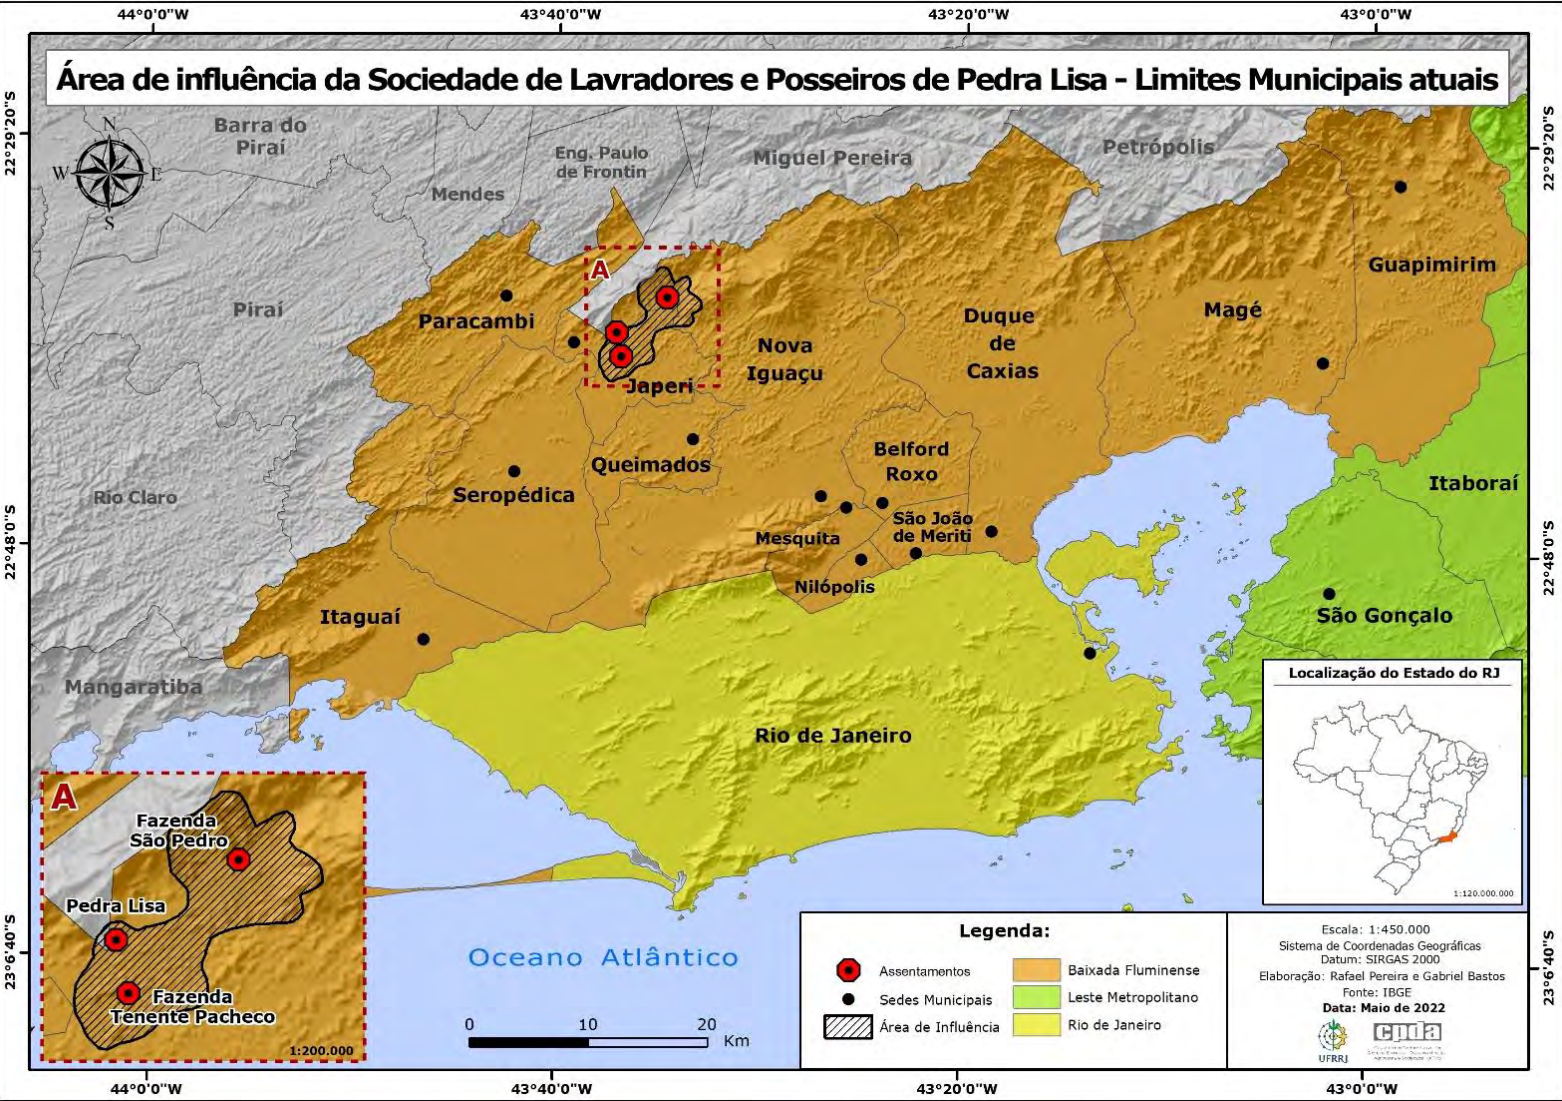 44°0'0"W
43°40'0"W
43°20'0"W
43°0'0"W
Área de influência da Sociedade de Lavradores e Posseiros de Pedra Lisa - Limites Municipais atuais
22°29'20"S
22°29'20"S
N
W
E
S
Barra do
Piraí
Mendes
Eng. Paulo
de Frontin
Miguel Pereira
Petrópolis
Piraí
Paracambi
A
Japeri
Nova
Iguaçu
Duque
de
Caxias
Magé
Guapimirim
Rio Claro
Seropédica
Queimados
Belford
Roxo
Itaboraí
Mesquita
São João
de Meriti
Nilópolis
22°48'0"S
22°48'0"S
Itaguaí
São Gonçalo
Mangaratiba
Rio de Janeiro
Localização do Estado do RJ
1:120.000.000
A
Fazenda
São Pedro
Pedra Lisa
Fazenda
Tenente Pacheco
1:200.000
23°6'40"S
23°6'40"S
Oceano Atlântico
0
10
20
Km
Legenda:
Assentamentos
Sedes Municipais
Área de Influência
Baixada Fluminense
Leste Metropolitano
Rio de Janeiro
Escala: 1:450.000
Sistema de Coordenadas Geográficas
Datum: SIRGAS 2000
Elaboração: Rafael Pereira e Gabriel Bastos
Fonte: IBGE
Data: Maio de 2022
UFRRJ
cpda
44°0'0"W
43°40'0"W
43°20'0"W
43°0'0"W